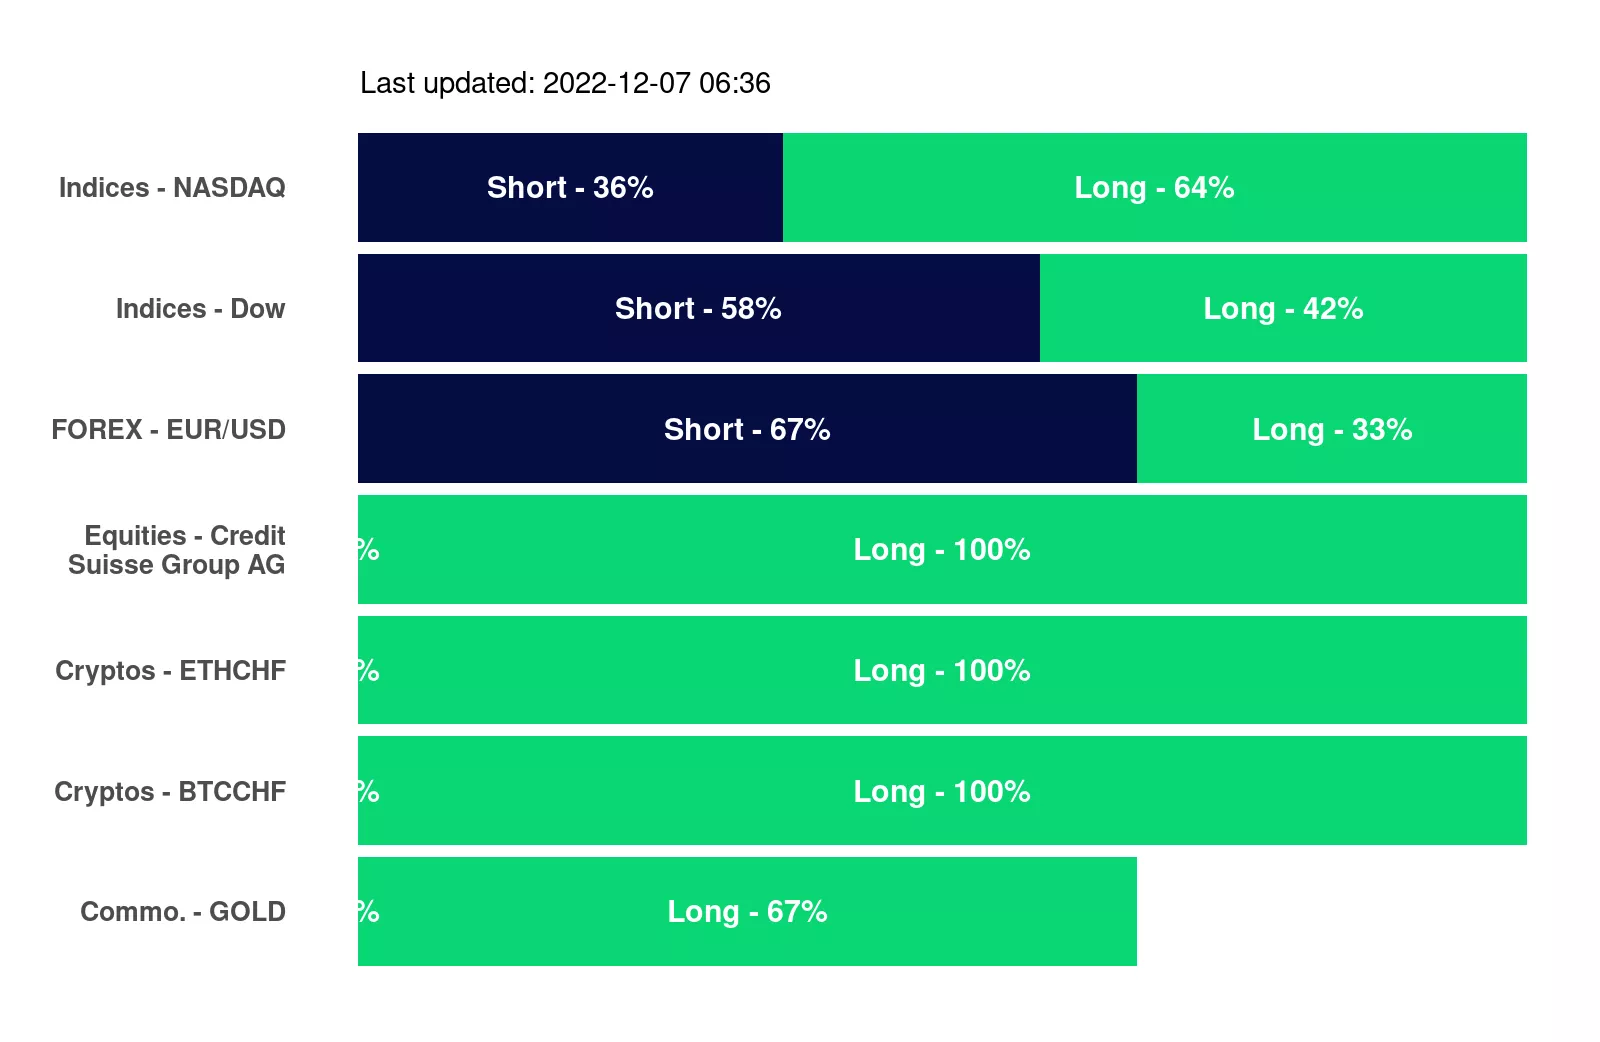 Last updated: 2022-12-07 06:36
Indices - NASDAQ
Short - 36%
Long - 64%
Indices - Dow
Short - 58%
Long - 42%
FOREX - EUR/USD
Short - 67%
Long - 33%
Equities - Credit
Suisse Group AG
%
Long - 100%
Cryptos - ETHCHF
%
Long - 100%
Cryptos - BTCCHF
%
Long - 100%
Commo. - GOLD
%
Long - 67%